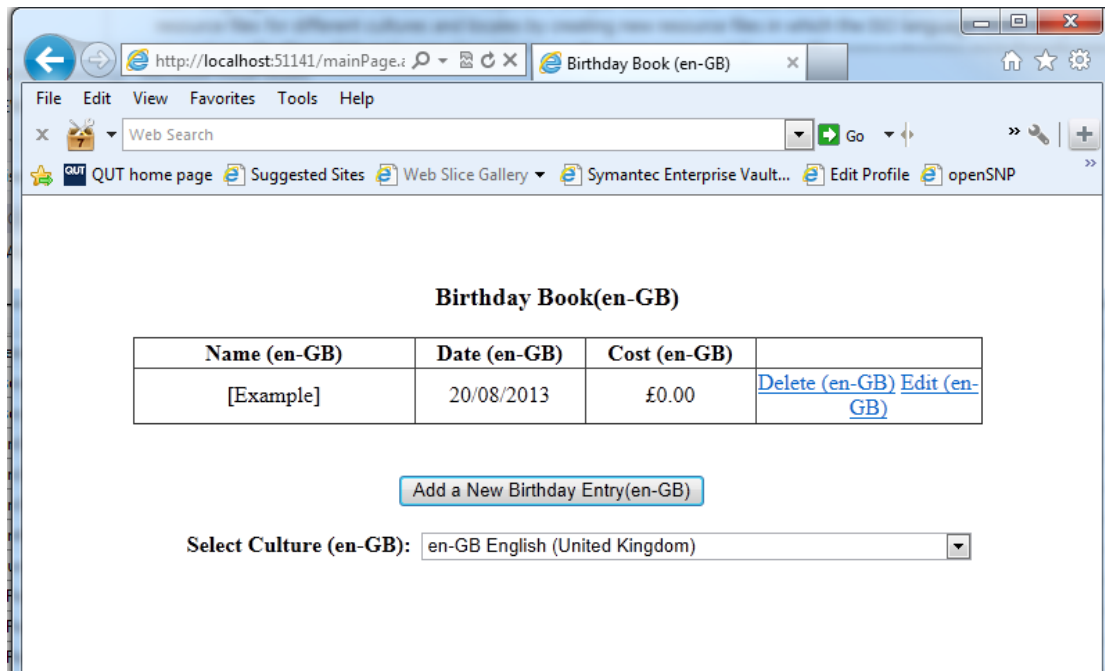 http://localhost:51141/mainPage.a
Birthday Book (en-GB)
File Edit View Favorites Tools Help
Web Search Go
QUT QUT home page Suggested Sites Web Slice Gallery Symantec Enterprise Vault... Edit Profile openSNP
Birthday Book(en-GB)
Name (en-GB) Date (en-GB) Cost (en-GB)
[Example] 20/08/2013 £0.00 Delete (en-GB) Edit (en-
GB)
Add a New Birthday Entry(en-GB)
Select Culture (en-GB): en-GB English (United Kingdom)